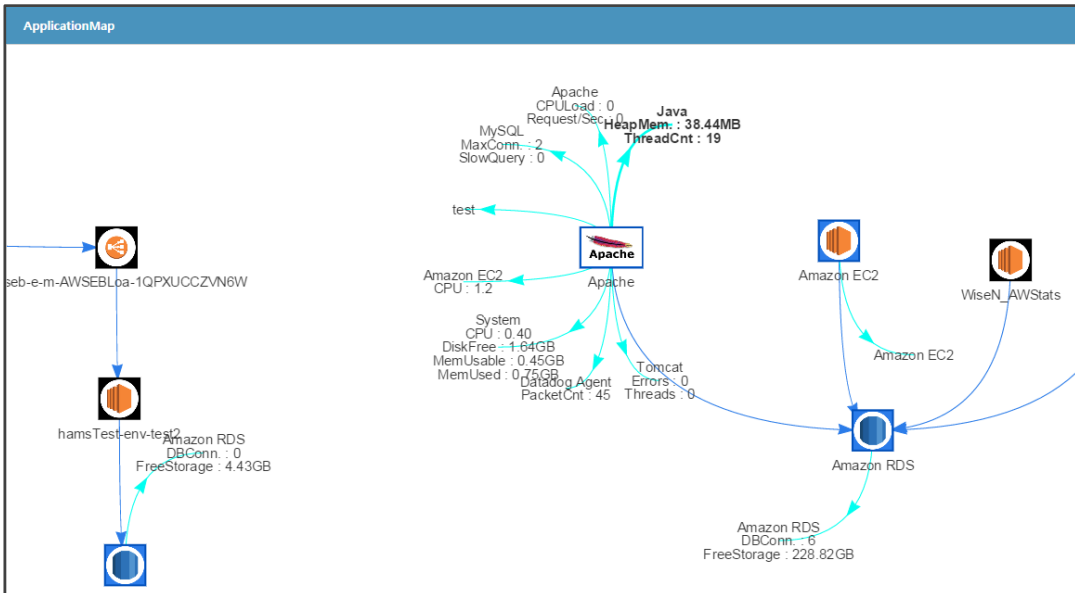 ApplicationMap
Apache
CPULoad : 0
Request/Sec. : 0
Java
HeapMem. : 38.44MB
ThreadCnt : 19
MySQL
MaxConn. : 2
SlowQuery : 0
test
Apache
Apache
Amazon EC2
CPU : 1.2
System
CPU : 0.40
DiskFree : 1.64GB
MemUsable : 0.45GB
MemUsed : 0.75GB
Datadog Agent
PacketCnt : 45
Tomcat
Errors : 0
Threads : 0
seb-e-m-AWSEBLoa-1QPXUCCZVN6W
hamsTest-env-test2
Amazon RDS
DBConn. : 0
FreeStorage : 4.43GB
Amazon EC2
WiseN_AWStats
Amazon EC2
Amazon RDS
Amazon RDS
DBConn. : 6
FreeStorage : 228.82GB